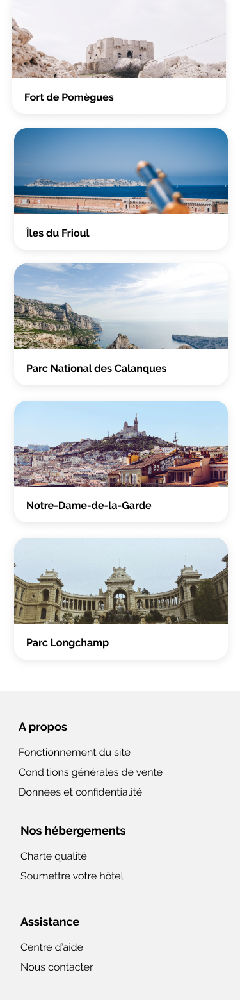 Fort de Pomègues
Îles du Frioul
Parc National des Calanques
Notre-Dame-de-la-Garde
Parc Longchamp
A propos
Fonctionnement du site
Conditions générales de vente
Données et confidentialité
Nos hébergements
Charte qualité
Soumettre votre hôtel
Assistance
Centre d'aide
Nous contacter